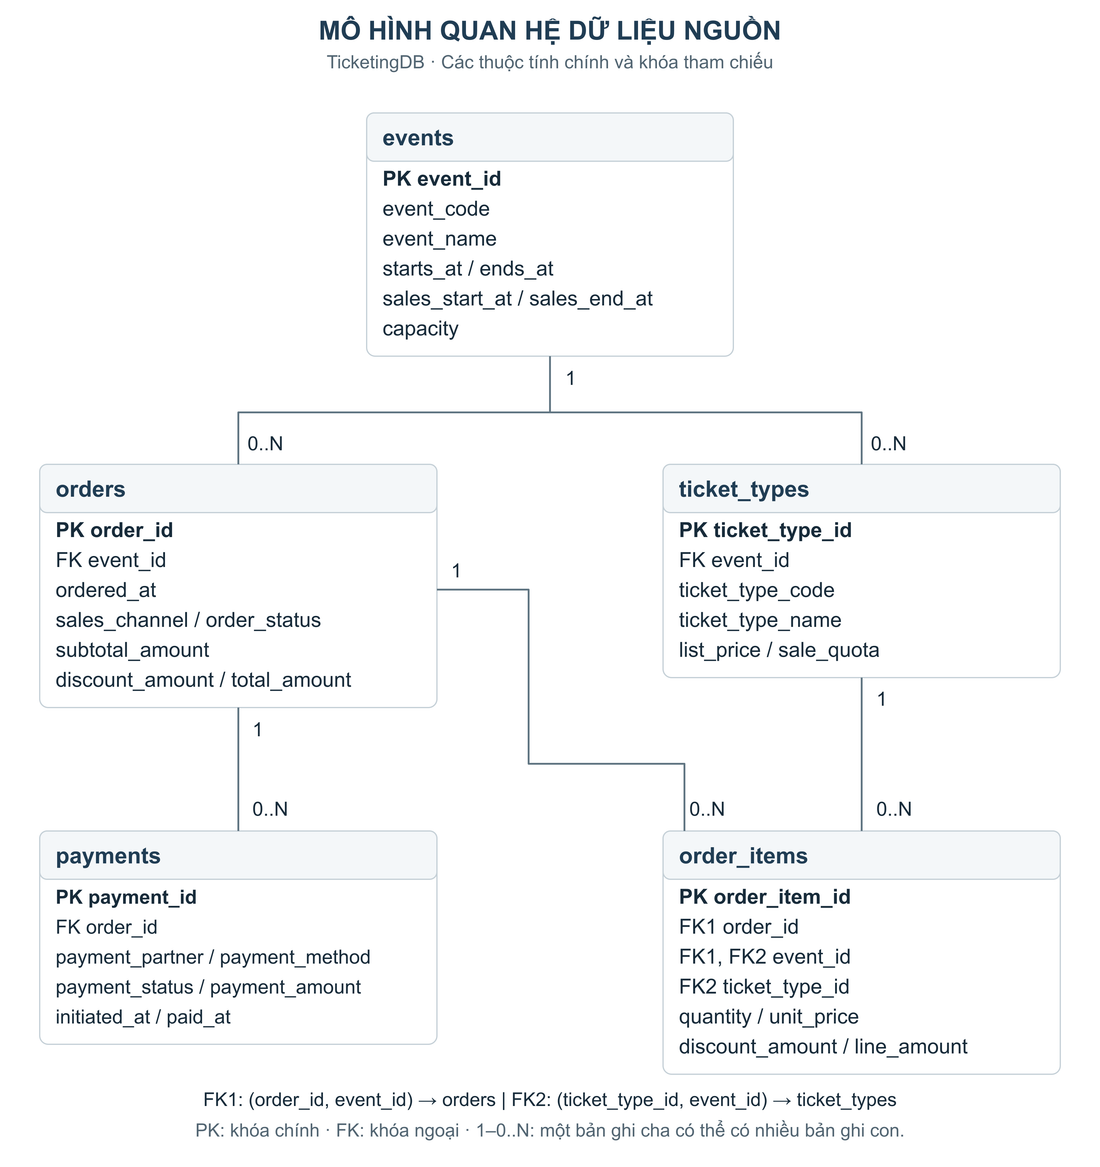 MÔ HÌNH QUAN HỆ DỮ LIỆU NGUỒN
TicketingDB · Các thuộc tính chính và khóa tham chiếu
events
PK event_id
event_code
event_name
starts_at / ends_at
sales_start_at / sales_end_at
capacity
1
0..N
0..N
orders
PK order_id
FK event_id
ordered_at
sales_channel / order_status
subtotal_amount
discount_amount / total_amount
1
ticket_types
PK ticket_type_id
FK event_id
ticket_type_code
ticket_type_name
list_price / sale_quota
1
1
0..N
0..N
0..N
payments
PK payment_id
FK order_id
payment_partner / payment_method
payment_status / payment_amount
initiated_at / paid_at
order_items
PK order_item_id
FK1 order_id
FK1, FK2 event_id
FK2 ticket_type_id
quantity / unit_price
discount_amount / line_amount
FK1: (order_id, event_id) → orders | FK2: (ticket_type_id, event_id) → ticket_types
PK: khóa chính · FK: khóa ngoại · 1–0..N: một bản ghi cha có thể có nhiều bản ghi con.